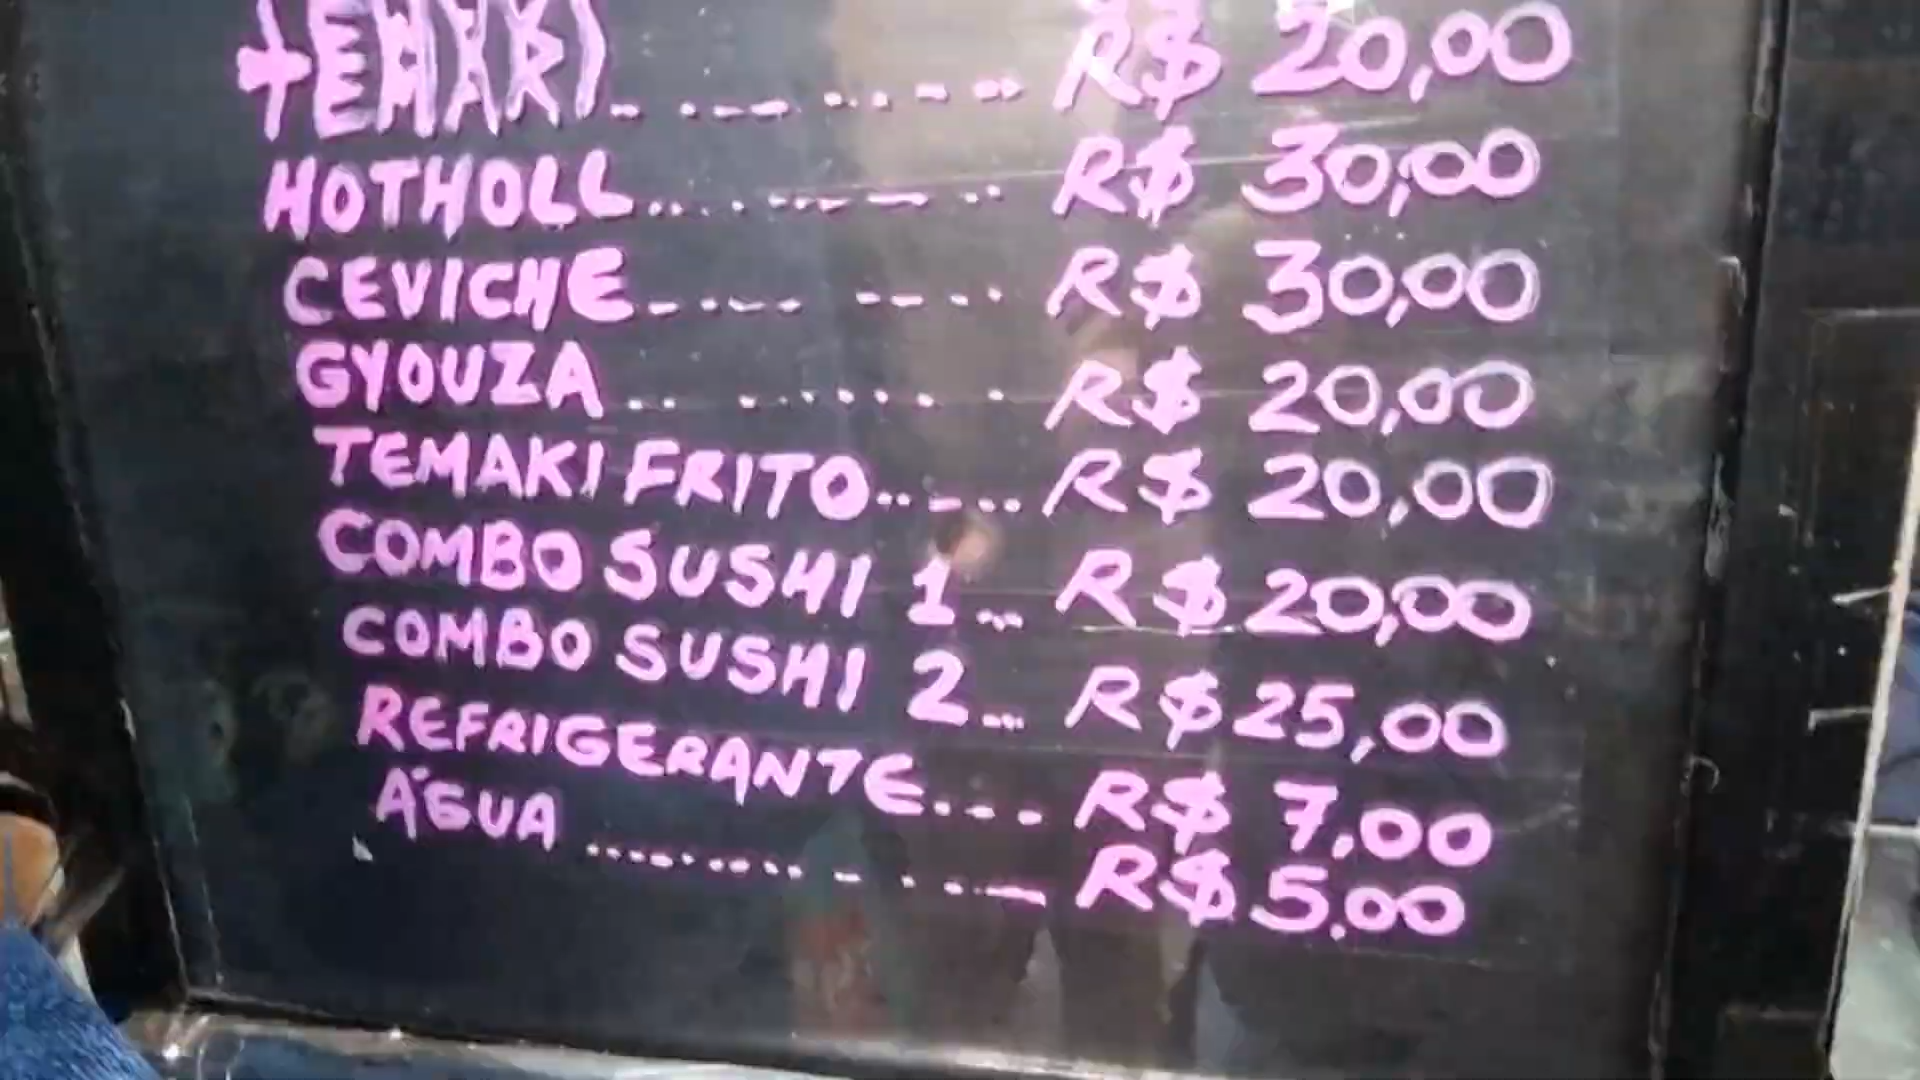 TEMAKI R$ 20,00
HOTHOLL R$ 30,00
CEVICHE R$ 30,00
GYOUZA R$ 20,00
TEMAKI FRITO R$ 20,00
COMBO SUSHI 1 R$ 20,00
COMBO SUSHI 2 R$ 25,00
REFRIGERANTE R$ 7,00
ÁGUA R$ 5,00